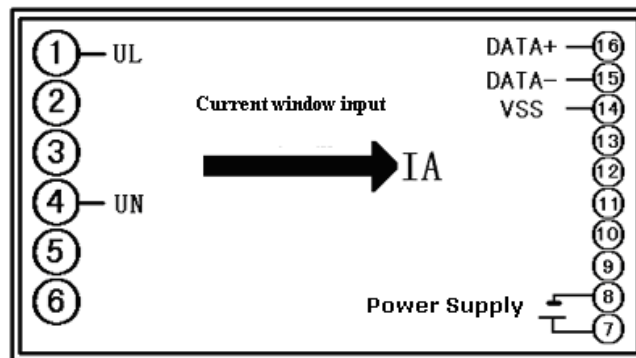 1 UL
2
3
4 UN
5
6
Current window input
IA
DATA+ 16
DATA- 15
VSS 14
13
12
11
10
9
8
Power Supply
7